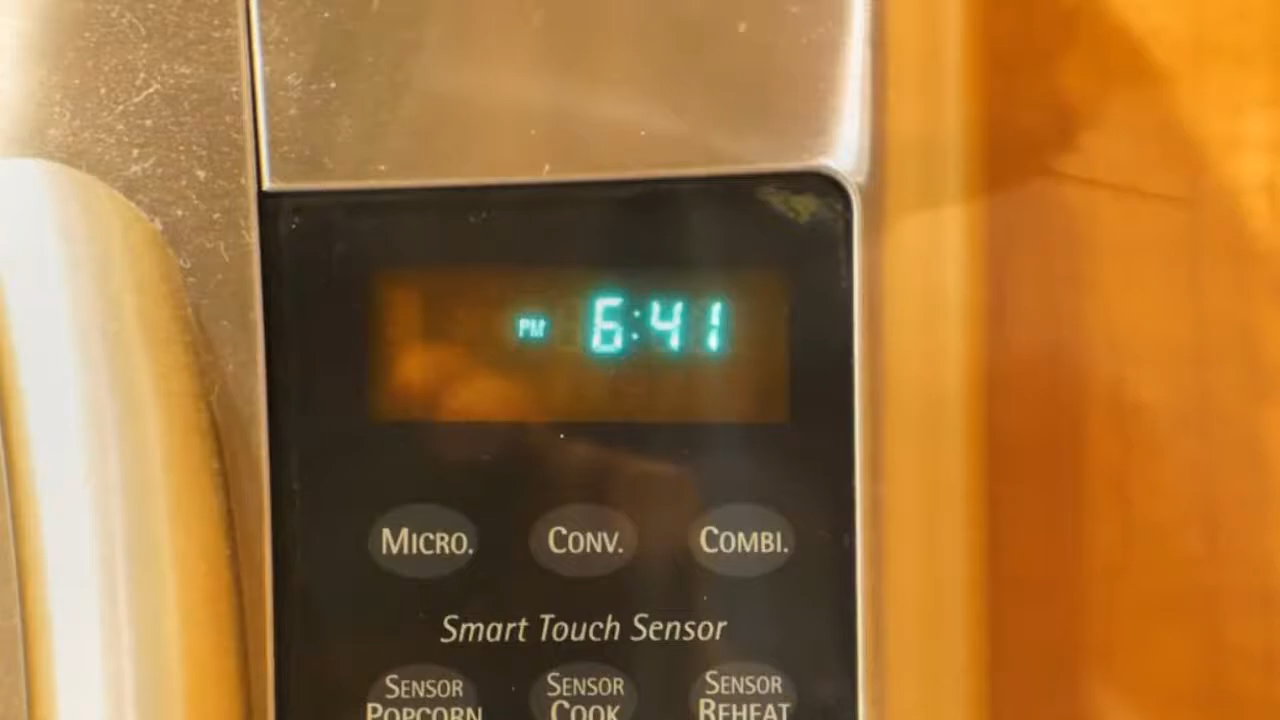 PM 6:41
MICRO. CONV. COMBI.
Smart Touch Sensor
SENSOR SENSOR SENSOR
POPCORN COOK REHEAT